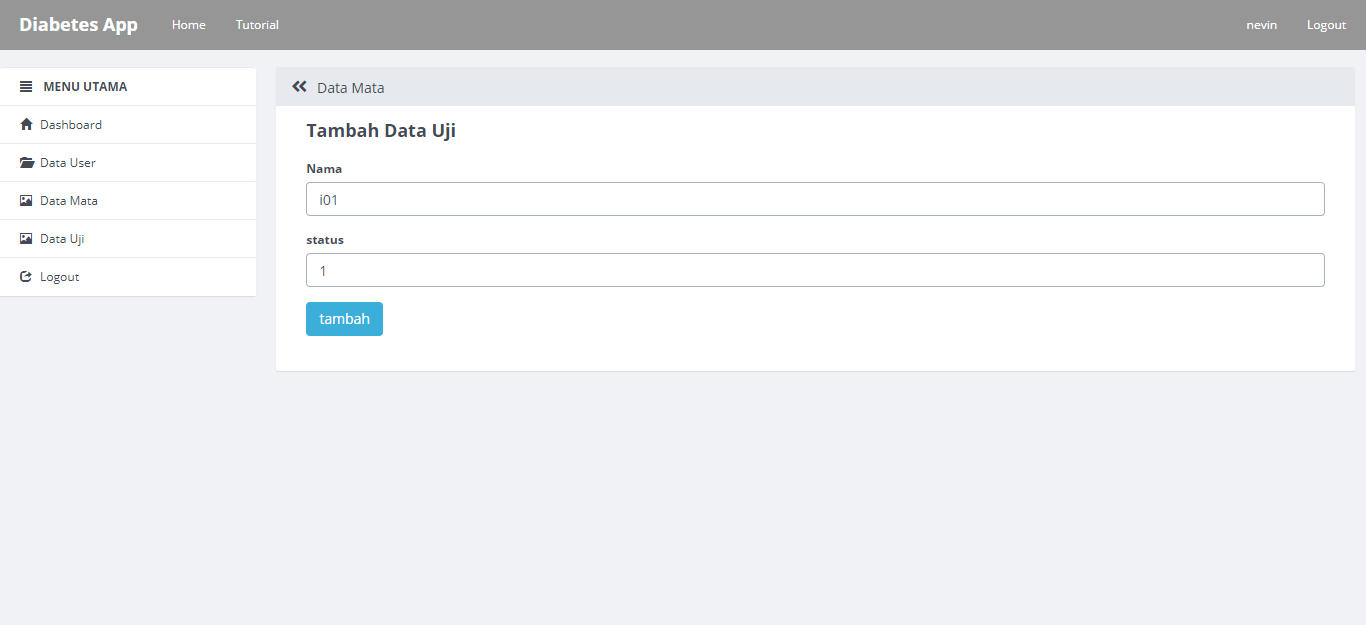 Diabetes App Home Tutorial nevin Logout
MENU UTAMA
Dashboard
Data User
Data Mata
Data Uji
Logout
Data Mata
Tambah Data Uji
Nama
i01
status
1
tambah